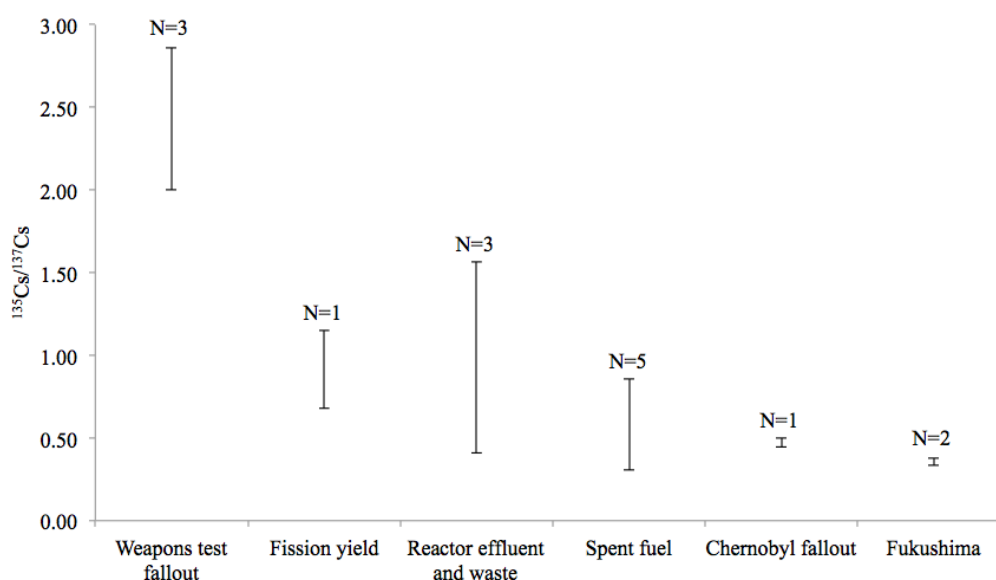 3.00
2.50
2.00
1.50
1.00
0.50
0.00
¹³⁵Cs/¹³⁷Cs
N=3
N=1
N=3
N=5
N=1
N=2
Weapons test
fallout
Fission yield
Reactor effluent
and waste
Spent fuel
Chernobyl fallout
Fukushima